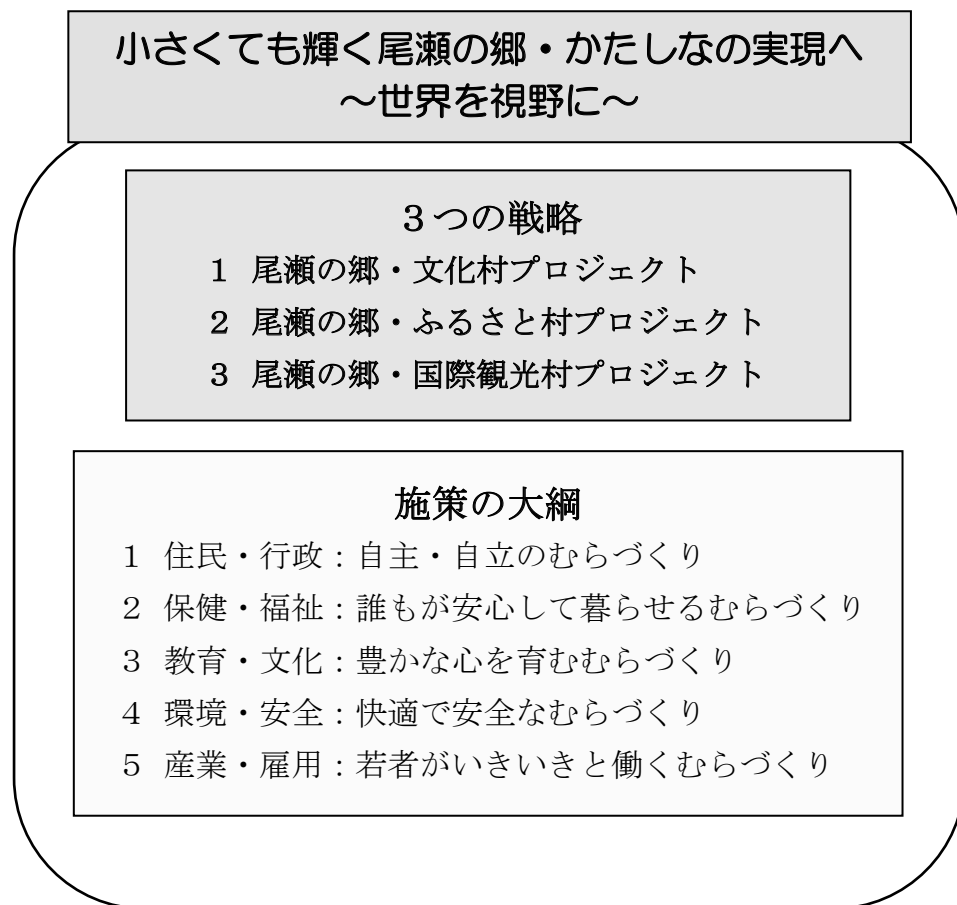 小さくても輝く尾瀬の郷・かたしなの実現へ
～世界を視野に～
３つの戦略
１ 尾瀬の郷・文化村プロジェクト
２ 尾瀬の郷・ふるさと村プロジェクト
３ 尾瀬の郷・国際観光村プロジェクト
施策の大綱
１ 住民・行政：自主・自立のむらづくり
２ 保健・福祉：誰もが安心して暮らせるむらづくり
３ 教育・文化：豊かな心を育むむらづくり
４ 環境・安全：快適で安全なむらづくり
５ 産業・雇用：若者がいきいきと働くむらづくり